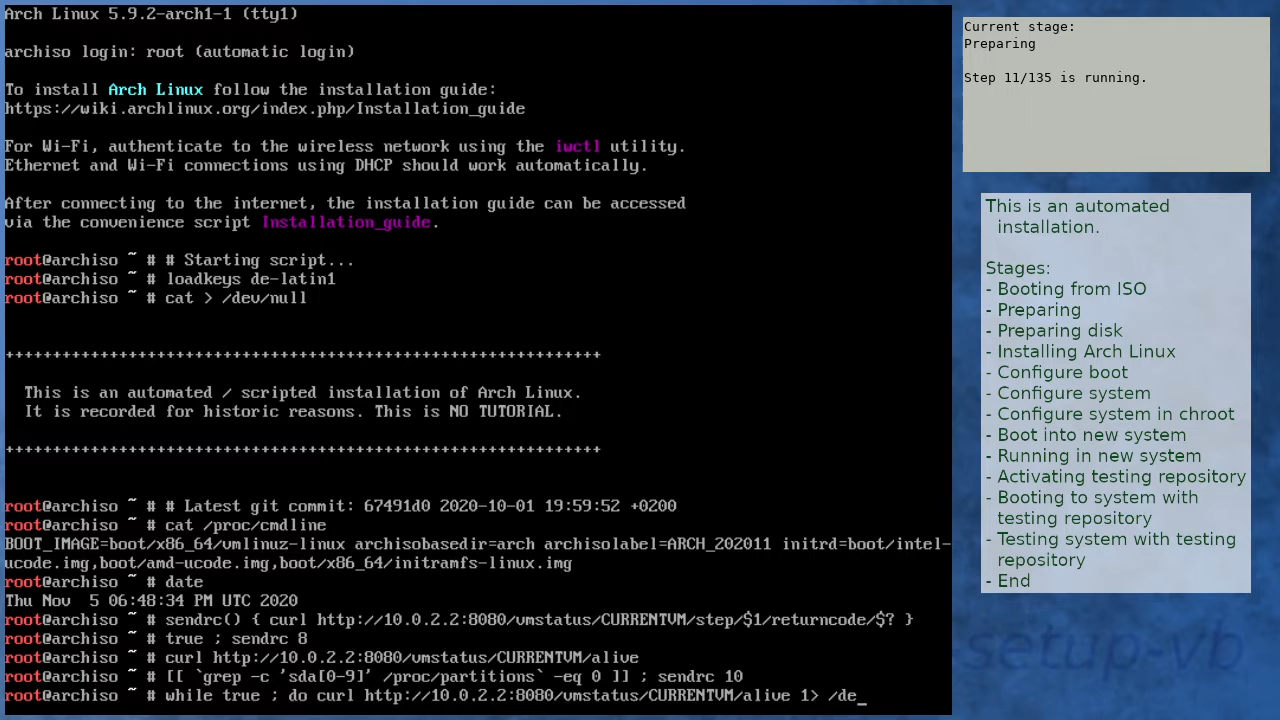 Arch Linux 5.9.2-arch1-1 (tty1)
archiso login: root (automatic login)
To install Arch Linux follow the installation guide:
https://wiki.archlinux.org/index.php/Installation_guide
For Wi-Fi, authenticate to the wireless network using the iwctl utility.
Ethernet and Wi-Fi connections using DHCP should work automatically.
After connecting to the internet, the installation guide can be accessed
via the convenience script Installation_guide.
root@archiso ~ # # Starting script...
root@archiso ~ # loadkeys de-latin1
root@archiso ~ # cat > /dev/null
+++++++++++++++++++++++++++++++++++++++++++++++++++++++++++++++
This is an automated / scripted installation of Arch Linux.
It is recorded for historic reasons. This is NO TUTORIAL.
+++++++++++++++++++++++++++++++++++++++++++++++++++++++++++++++
root@archiso ~ # # Latest git commit: 67491d0 2020-10-01 19:59:52 +0200
root@archiso ~ # cat /proc/cmdline
BOOT_IMAGE=boot/x86_64/vmlinuz-linux archisobasedir=arch archisolabel=ARCH_202011 initrd=boot/intel-
ucode.img,boot/amd-ucode.img,boot/x86_64/initramfs-linux.img
root@archiso ~ # date
Thu Nov  5 06:48:34 PM UTC 2020
root@archiso ~ # sendrc() { curl http://10.0.2.2:8080/vmstatus/CURRENTVM/step/$1/returncode/$? }
root@archiso ~ # true ; sendrc 8
root@archiso ~ # curl http://10.0.2.2:8080/vmstatus/CURRENTVM/alive
root@archiso ~ # [[ `grep -c 'sda[0-9]' /proc/partitions` -eq 0 ]] ; sendrc 10
root@archiso ~ # while true ; do curl http://10.0.2.2:8080/vmstatus/CURRENTVM/alive 1> /de_
Current stage:
Preparing
Step 11/135 is running.
This is an automated
installation.
Stages:
- Booting from ISO
- Preparing
- Preparing disk
- Installing Arch Linux
- Configure boot
- Configure system
- Configure system in chroot
- Boot into new system
- Running in new system
- Activating testing repository
- Booting to system with
testing repository
- Testing system with testing
repository
- End
setup-vb